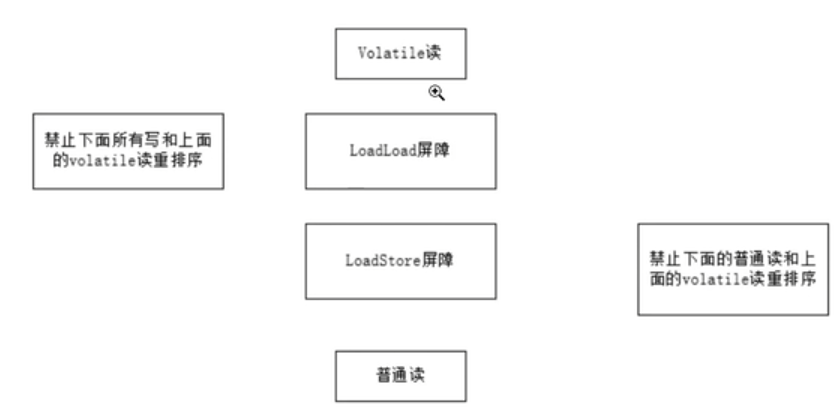 Volatile读
禁止下面所有写和上面
的volatile读重排序
LoadLoad屏障
LoadStore屏障
禁止下面的普通读和上
面的volatile读重排序
普通读